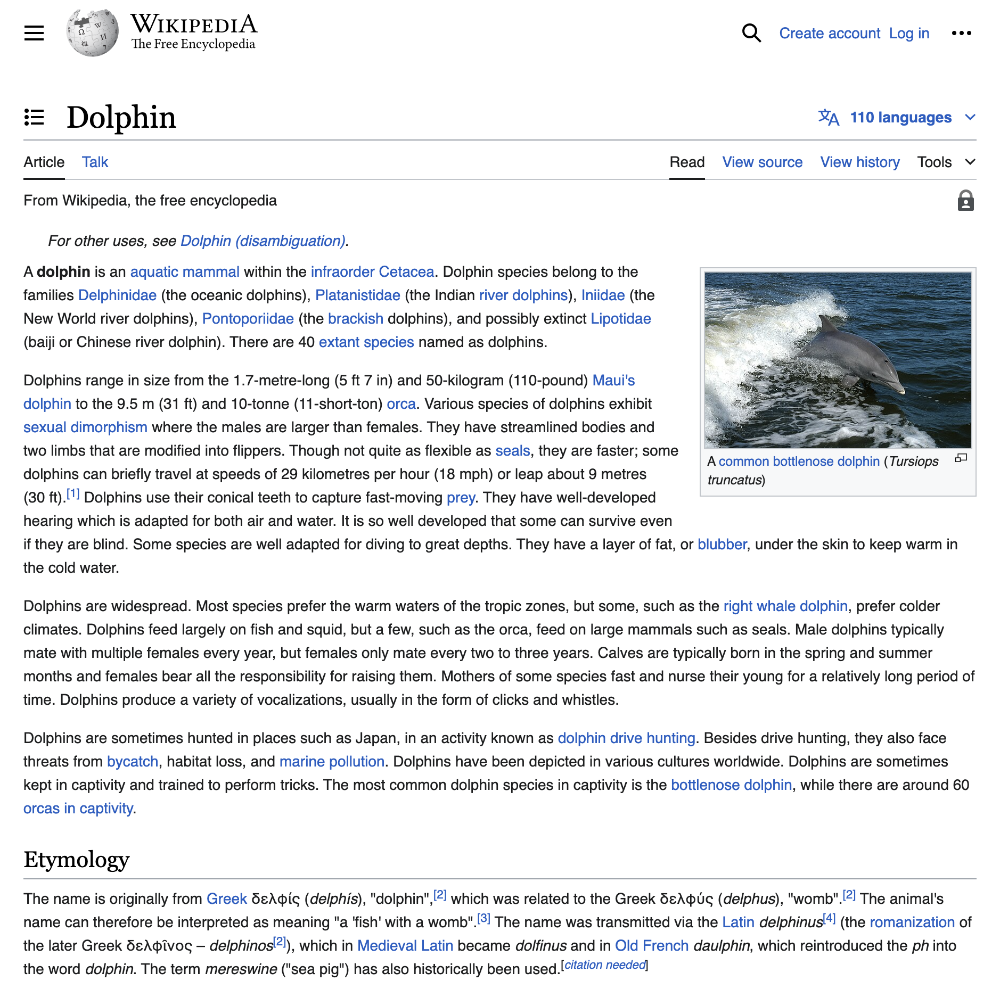 WIKIPEDIA
The Free Encyclopedia
Create account Log in
Dolphin
110 languages
Article Talk
Read View source View history Tools
From Wikipedia, the free encyclopedia
For other uses, see Dolphin (disambiguation).
A dolphin is an aquatic mammal within the infraorder Cetacea. Dolphin species belong to the
families Delphinidae (the oceanic dolphins), Platanistidae (the Indian river dolphins), Iniidae (the
New World river dolphins), Pontoporiidae (the brackish dolphins), and possibly extinct Lipotidae
(baiji or Chinese river dolphin). There are 40 extant species named as dolphins.
Dolphins range in size from the 1.7-metre-long (5 ft 7 in) and 50-kilogram (110-pound) Maui's
dolphin to the 9.5 m (31 ft) and 10-tonne (11-short-ton) orca. Various species of dolphins exhibit
sexual dimorphism where the males are larger than females. They have streamlined bodies and
two limbs that are modified into flippers. Though not quite as flexible as seals, they are faster; some
dolphins can briefly travel at speeds of 29 kilometres per hour (18 mph) or leap about 9 metres
(30 ft).[1] Dolphins use their conical teeth to capture fast-moving prey. They have well-developed
hearing which is adapted for both air and water. It is so well developed that some can survive even
if they are blind. Some species are well adapted for diving to great depths. They have a layer of fat, or blubber, under the skin to keep warm in
the cold water.
A common bottlenose dolphin (Tursiops
truncatus)
Dolphins are widespread. Most species prefer the warm waters of the tropic zones, but some, such as the right whale dolphin, prefer colder
climates. Dolphins feed largely on fish and squid, but a few, such as the orca, feed on large mammals such as seals. Male dolphins typically
mate with multiple females every year, but females only mate every two to three years. Calves are typically born in the spring and summer
months and females bear all the responsibility for raising them. Mothers of some species fast and nurse their young for a relatively long period of
time. Dolphins produce a variety of vocalizations, usually in the form of clicks and whistles.
Dolphins are sometimes hunted in places such as Japan, in an activity known as dolphin drive hunting. Besides drive hunting, they also face
threats from bycatch, habitat loss, and marine pollution. Dolphins have been depicted in various cultures worldwide. Dolphins are sometimes
kept in captivity and trained to perform tricks. The most common dolphin species in captivity is the bottlenose dolphin, while there are around 60
orcas in captivity.
Etymology
The name is originally from Greek δελφίς (delphís), "dolphin",[2] which was related to the Greek δελφύς (delphus), "womb".[2] The animal's
name can therefore be interpreted as meaning "a 'fish' with a womb".[3] The name was transmitted via the Latin delphinus[4] (the romanization of
the later Greek δελφῖνος – delphinos[2]), which in Medieval Latin became dolfinus and in Old French daulphin, which reintroduced the ph into
the word dolphin. The term mereswine ("sea pig") has also historically been used.[citation needed]